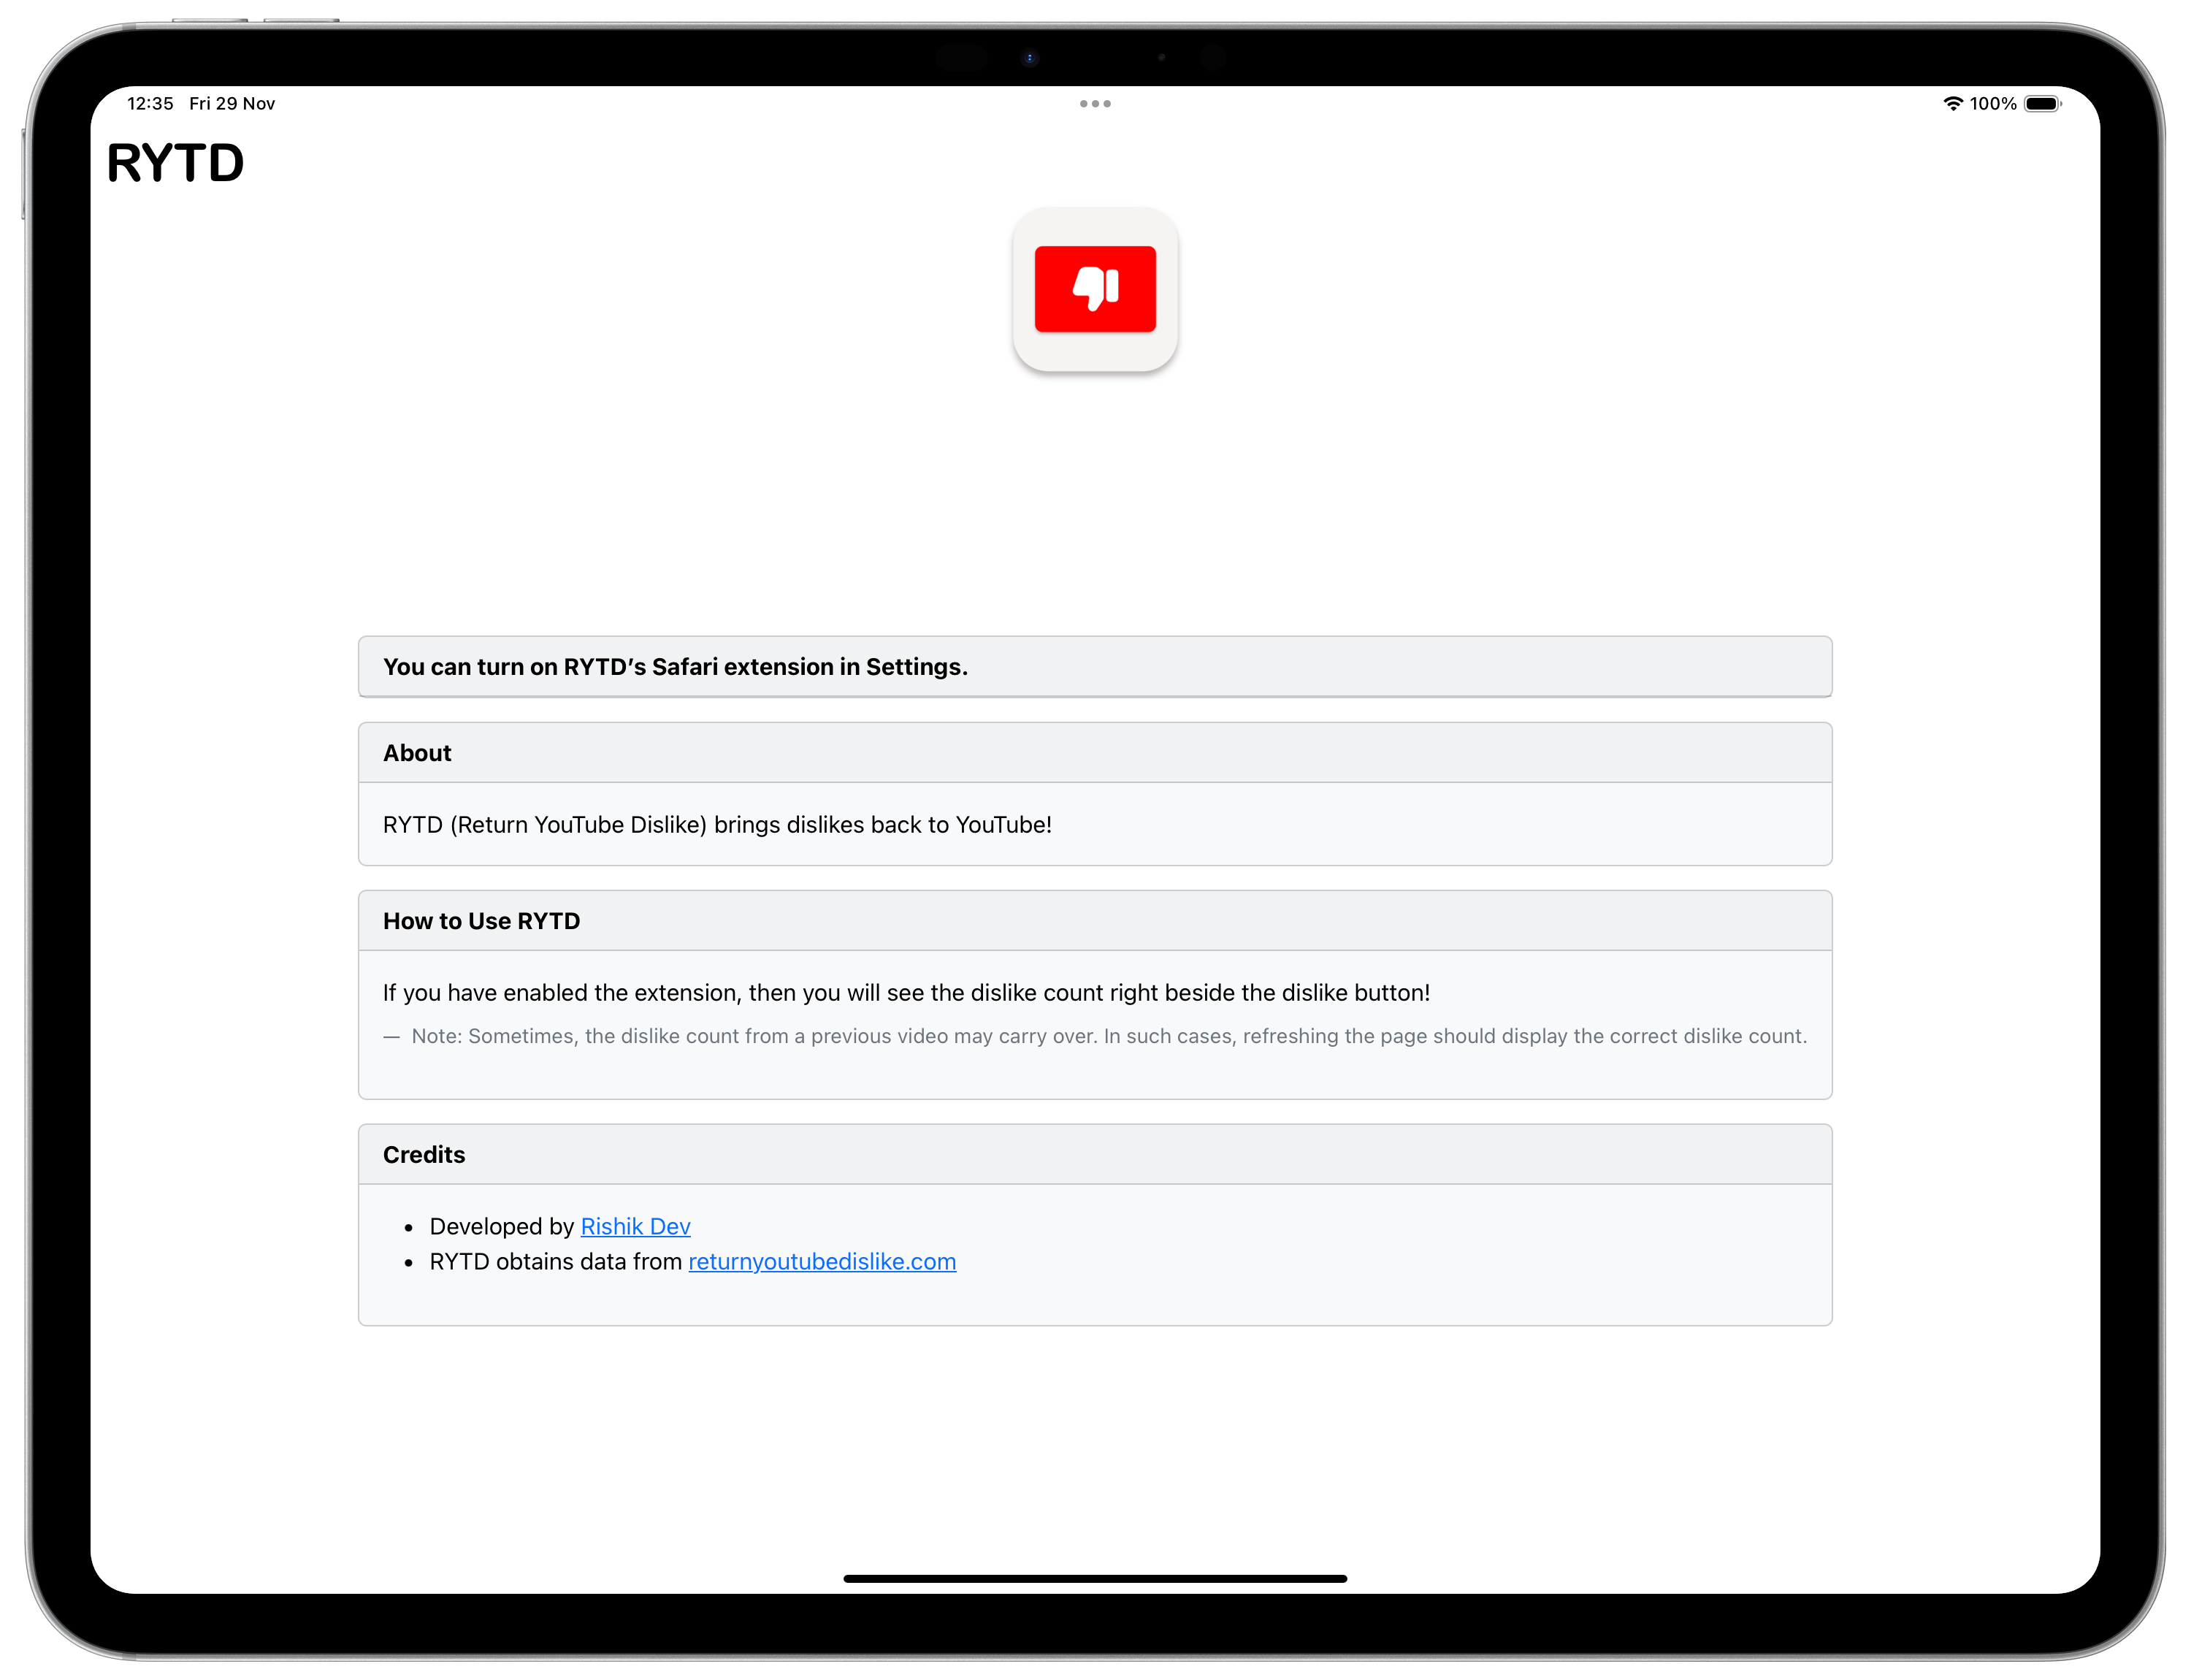 12:35 Fri 29 Nov
100%
RYTD
You can turn on RYTD’s Safari extension in Settings.
About
RYTD (Return YouTube Dislike) brings dislikes back to YouTube!
How to Use RYTD
If you have enabled the extension, then you will see the dislike count right beside the dislike button!
— Note: Sometimes, the dislike count from a previous video may carry over. In such cases, refreshing the page should display the correct dislike count.
Credits
• Developed by Rishik Dev
• RYTD obtains data from returnyoutubedislike.com